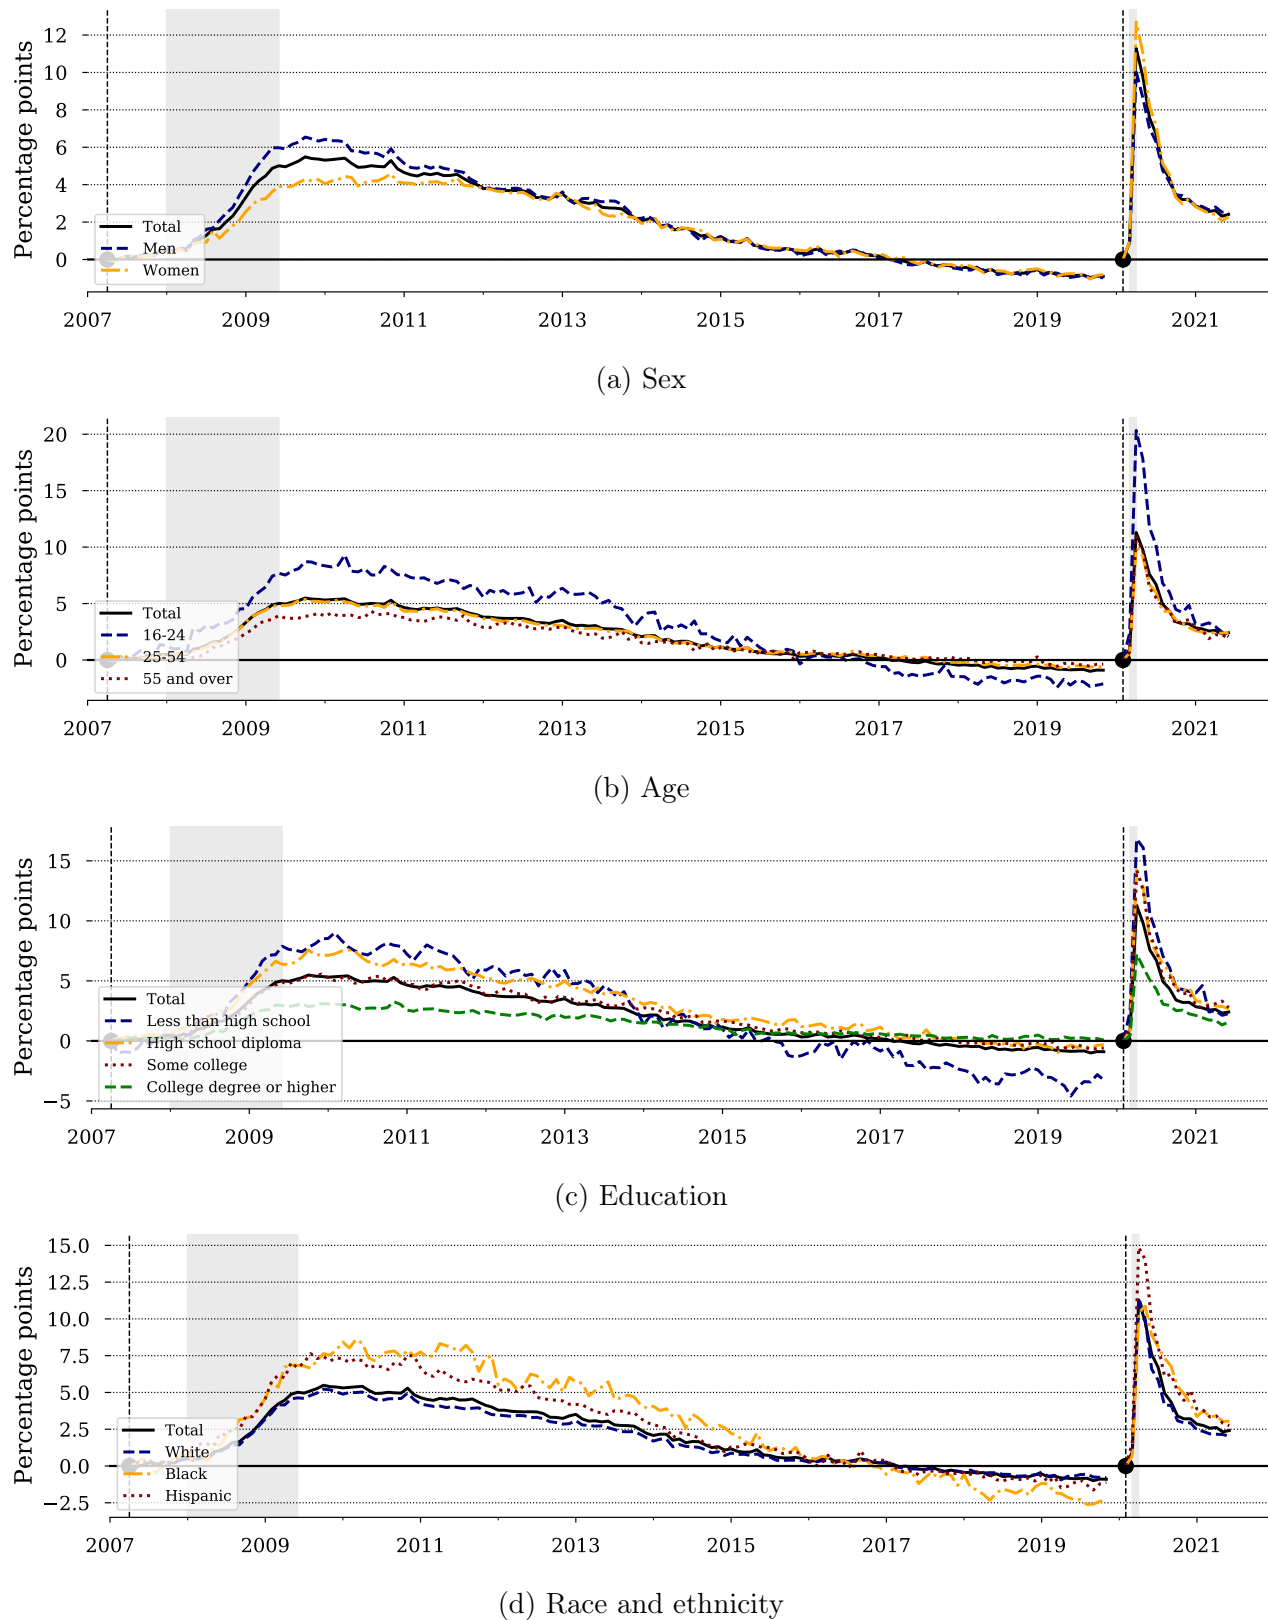 Percentage points
12
10
8
6
4
2
0
Total
Men
Women
2007 2009 2011 2013 2015 2017 2019 2021
(a) Sex
Percentage points
20
15
10
5
0
Total
16-24
25-54
55 and over
2007 2009 2011 2013 2015 2017 2019 2021
(b) Age
Percentage points
15
10
5
0
−5
Total
Less than high school
High school diploma
Some college
College degree or higher
2007 2009 2011 2013 2015 2017 2019 2021
(c) Education
Percentage points
15.0
12.5
10.0
7.5
5.0
2.5
0.0
−2.5
Total
White
Black
Hispanic
2007 2009 2011 2013 2015 2017 2019 2021
(d) Race and ethnicity